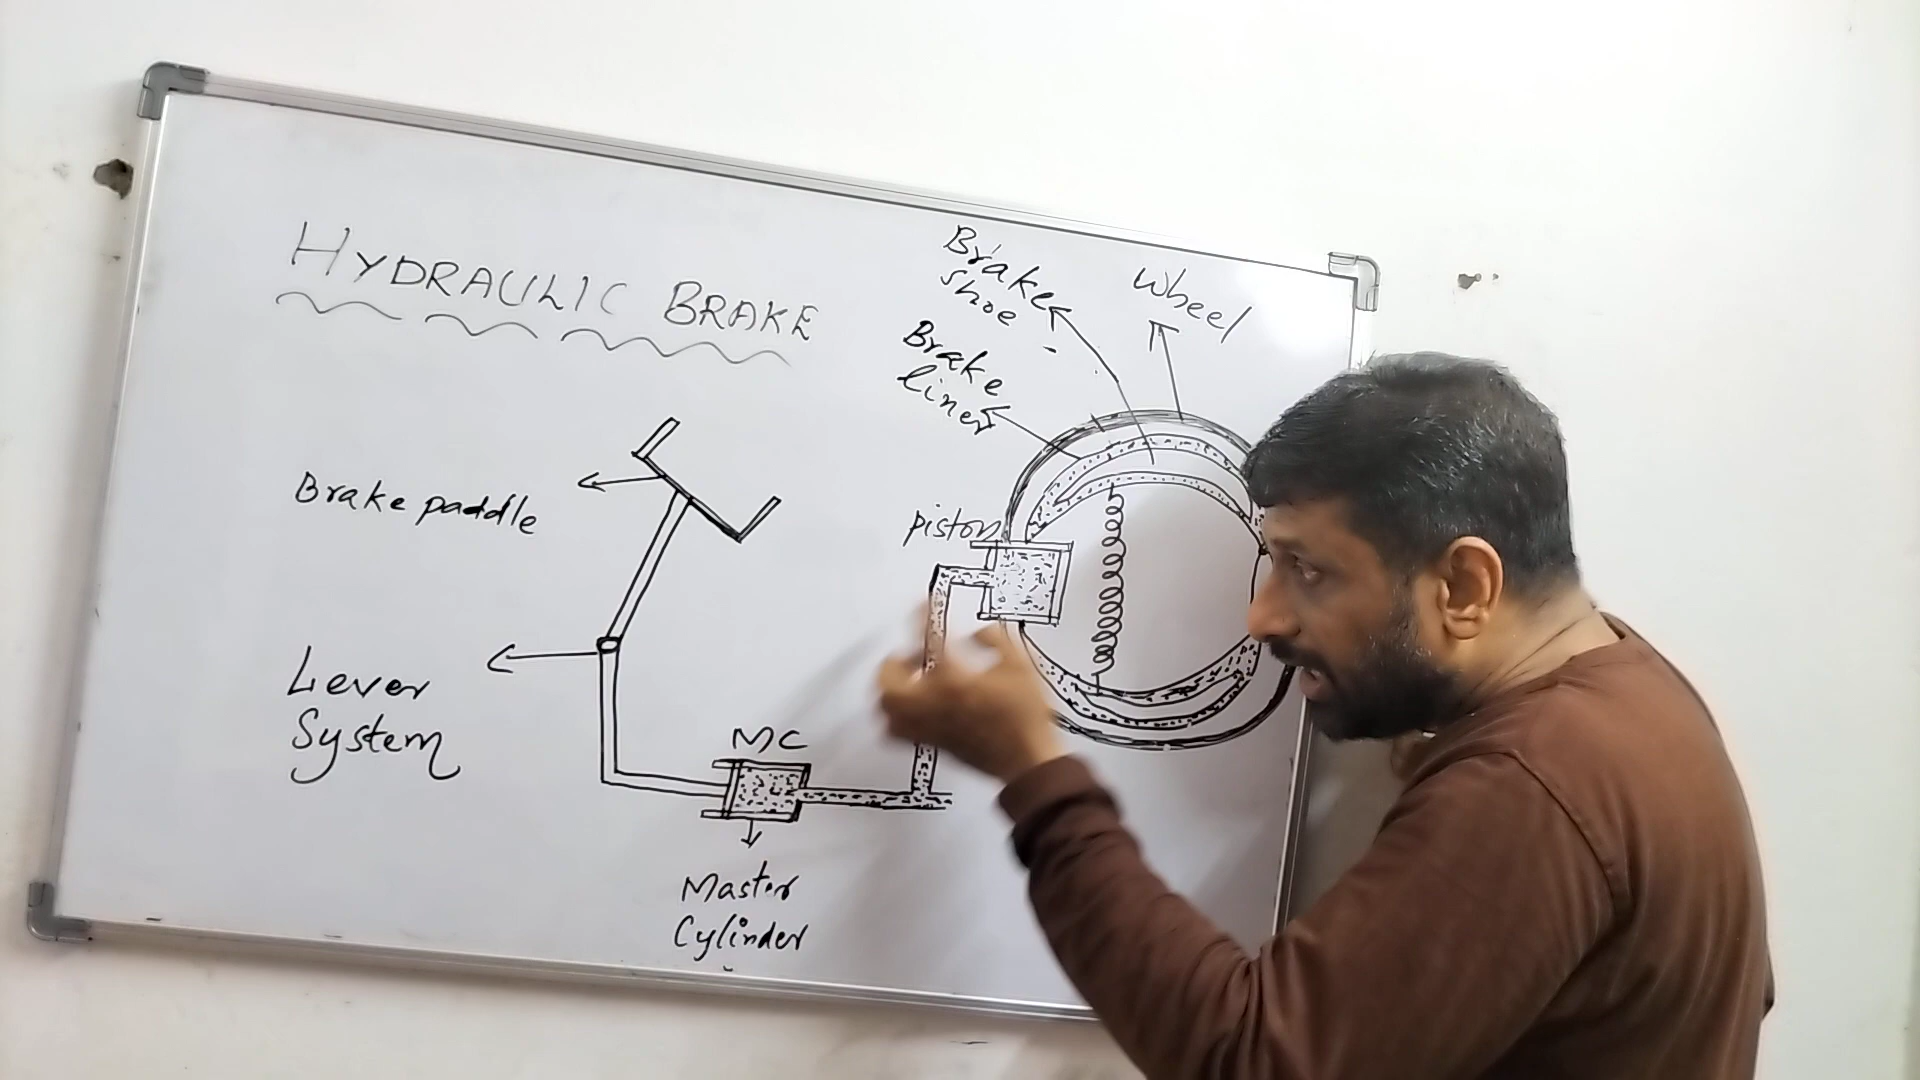 HYDRAULIC BRAKE
Brake
shoe
Wheel
Brake
liner
Brake paddle
piston
Lever
System
MC
Master
Cylinder